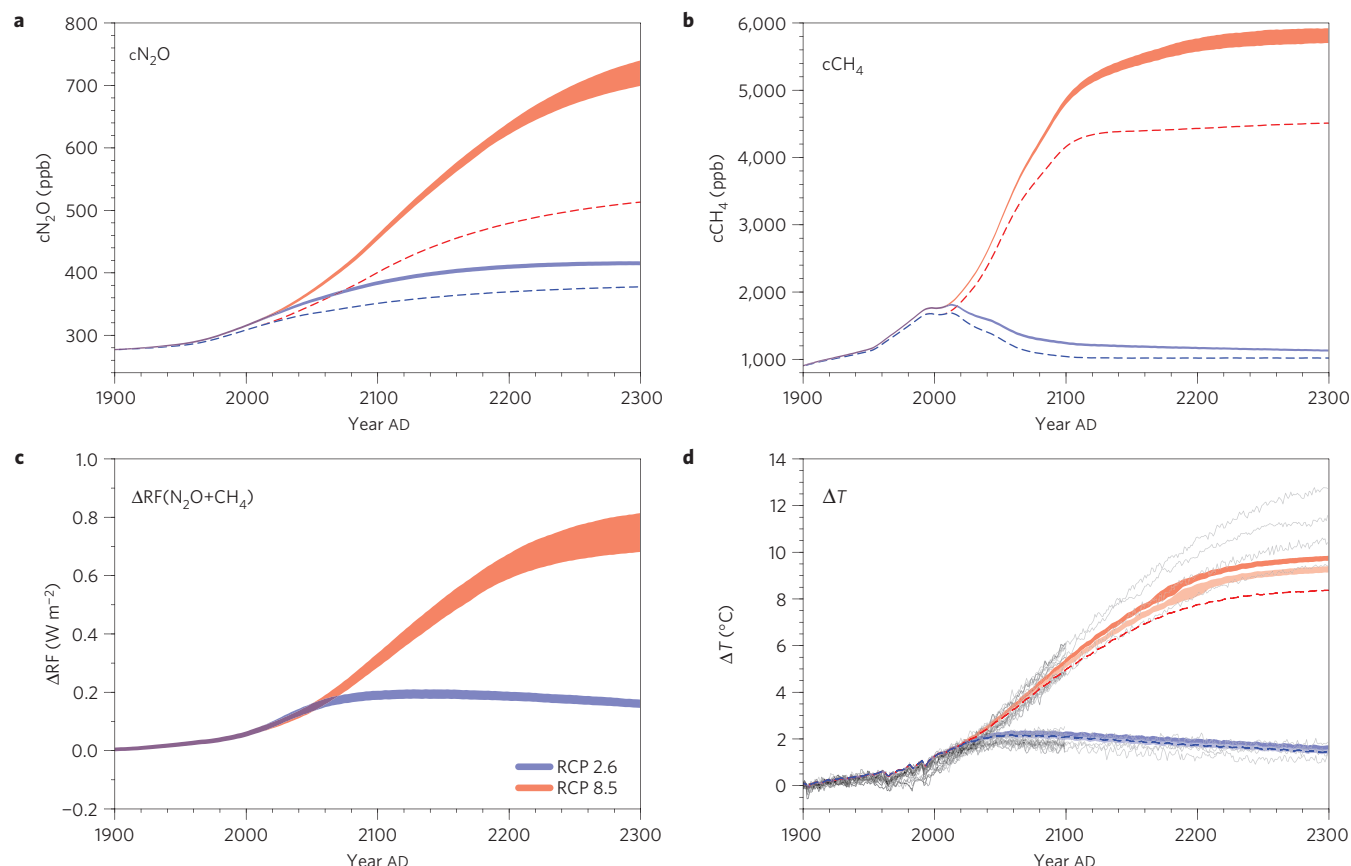 a
800
700
600
500
400
300
cN₂O
cN₂O (ppb)
1900 2000 2100 2200 2300
Year AD
b
6,000
5,000
4,000
3,000
2,000
1,000
cCH₄
cCH₄ (ppb)
1900 2000 2100 2200 2300
Year AD
c
1.0
0.8
0.6
0.4
0.2
0.0
−0.2
ΔRF(N₂O+CH₄)
ΔRF (W m⁻²)
RCP 2.6
RCP 8.5
1900 2000 2100 2200 2300
Year AD
d
14
12
10
8
6
4
2
0
ΔT
ΔT (°C)
1900 2000 2100 2200 2300
Year AD